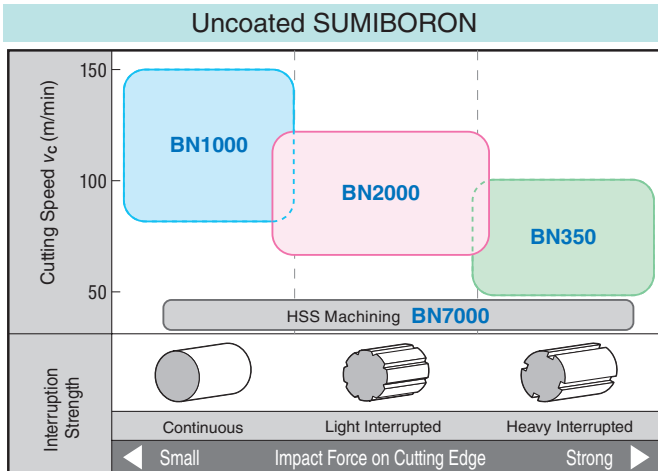 Uncoated SUMIBORON
Cutting Speed vc (m/min)
150
100
50
BN1000
BN2000
BN350
HSS Machining BN7000
Interruption
Strength
Continuous
Light Interrupted
Heavy Interrupted
Small
Impact Force on Cutting Edge
Strong